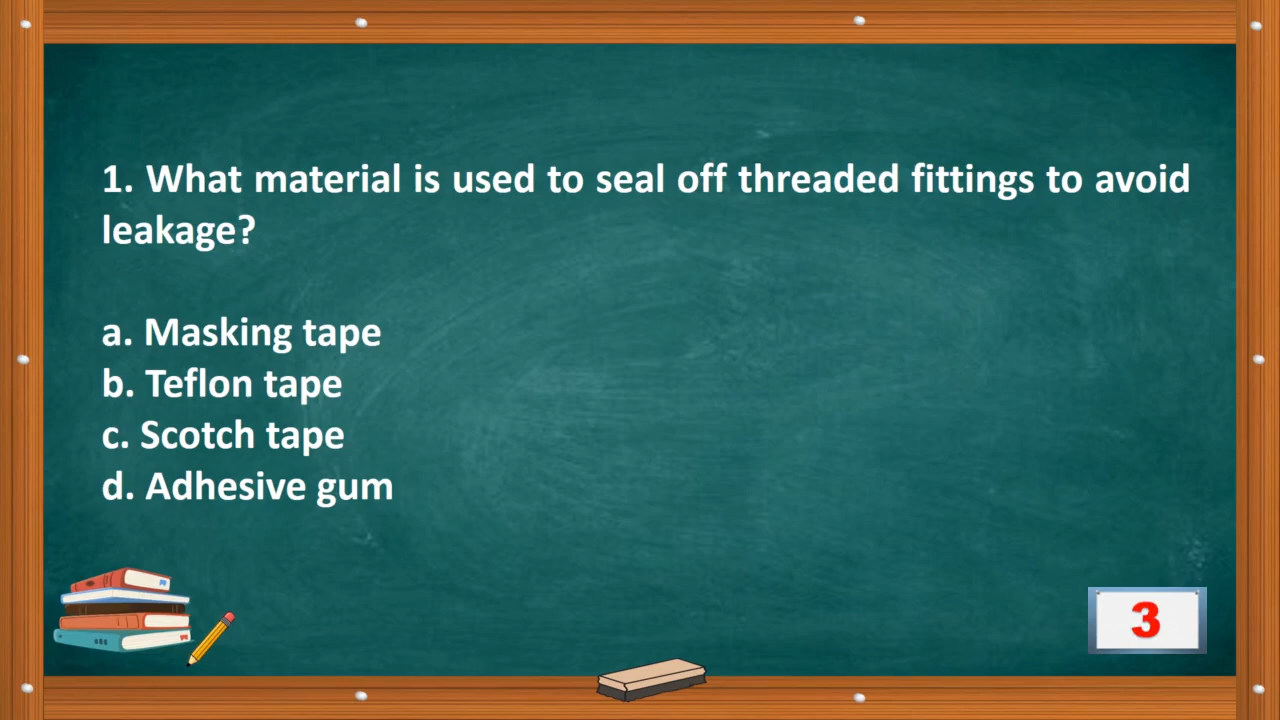 1. What material is used to seal off threaded fittings to avoid
leakage?
a. Masking tape
b. Teflon tape
c. Scotch tape
d. Adhesive gum
3